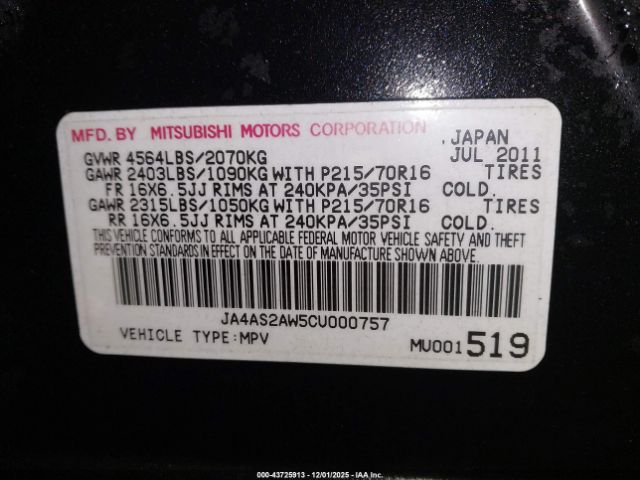 MFD. BY MITSUBISHI MOTORS CORPORATION , JAPAN
GVWR 4564LBS/2070KG JUL 2011
GAWR 2403LBS/1090KG WITH P215/70R16 TIRES
FR 16X6.5JJ RIMS AT 240KPA/35PSI COLD.
GAWR 2315LBS/1050KG WITH P215/70R16 TIRES
RR 16X6.5JJ RIMS AT 240KPA/35PSI COLD.
THIS VEHICLE CONFORMS TO ALL APPLICABLE FEDERAL MOTOR VEHICLE SAFETY AND THEFT
PREVENTION STANDARDS IN EFFECT ON THE DATE OF MANUFACTURE SHOWN ABOVE.
JA4AS2AW5CU000757
VEHICLE TYPE:MPV MU001519
000-43725913 - 12/01/2025 - IAA, Inc.